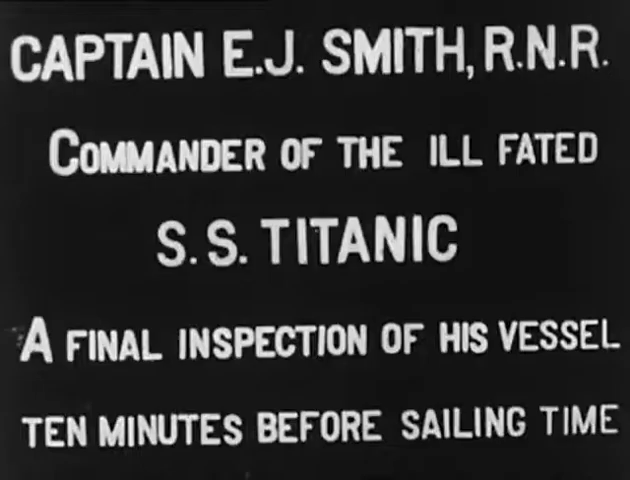 CAPTAIN E.J. SMITH, R.N.R.
COMMANDER OF THE ILL FATED
S.S. TITANIC
A FINAL INSPECTION OF HIS VESSEL
TEN MINUTES BEFORE SAILING TIME